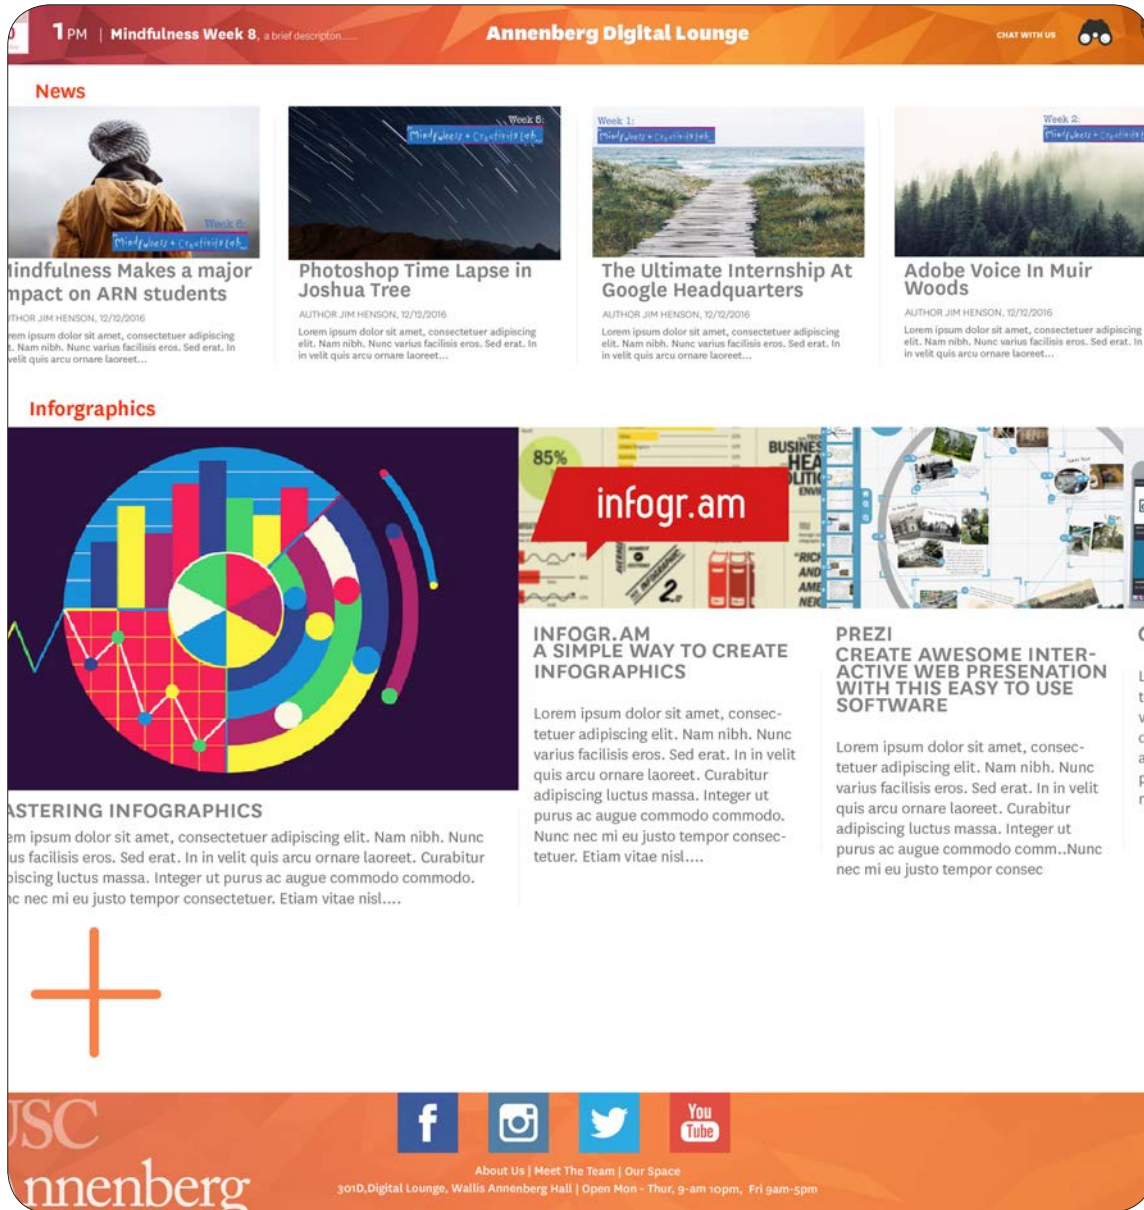 1 PM | Mindfulness Week 8, a brief descripton......
Annenberg Digital Lounge
CHAT WITH US
News
Week 8:
Mindfulness + Creativity Lab_
Mindfulness + Creativity Lab_
Week 1:
Mindfulness + Creativity Lab_
Week 2:
indfulness Makes a major
mpact on ARN students
THOR JIM HENSON, 12/12/2016
rem ipsum dolor sit amet, consectetuer adipiscing
t. Nam nibh. Nunc varius facilisis eros. Sed erat. In
velit quis arcu ornare laoreet...
Photoshop Time Lapse in
Joshua Tree
AUTHOR JIM HENSON, 12/12/2016
Lorem ipsum dolor sit amet, consectetuer adipiscing
elit. Nam nibh. Nunc varius facilisis eros. Sed erat. In
in velit quis arcu ornare laoreet...
The Ultimate Internship At
Google Headquarters
AUTHOR JIM HENSON, 12/12/2016
Lorem ipsum dolor sit amet, consectetuer adipiscing
elit. Nam nibh. Nunc varius facilisis eros. Sed erat. In
in velit quis arcu ornare laoreet...
Adobe Voice In Muir
Woods
AUTHOR JIM HENSON, 12/12/2016
Lorem ipsum dolor sit amet, consectetuer adipiscing
elit. Nam nibh. Nunc varius facilisis eros. Sed erat. In
in velit quis arcu ornare laoreet...
Inforgraphics
85%
infogr.am
ASTERING INFOGRAPHICS
em ipsum dolor sit amet, consectetuer adipiscing elit. Nam nibh. Nunc
ius facilisis eros. Sed erat. In in velit quis arcu ornare laoreet. Curabitur
piscing luctus massa. Integer ut purus ac augue commodo commodo.
nc nec mi eu justo tempor consectetuer. Etiam vitae nisl....
INFOGR.AM
A SIMPLE WAY TO CREATE
INFOGRAPHICS
Lorem ipsum dolor sit amet, consec-
tetuer adipiscing elit. Nam nibh. Nunc
varius facilisis eros. Sed erat. In in velit
quis arcu ornare laoreet. Curabitur
adipiscing luctus massa. Integer ut
purus ac augue commodo commodo.
Nunc nec mi eu justo tempor consec-
tetuer. Etiam vitae nisl....
PREZI
CREATE AWESOME INTER-
ACTIVE WEB PRESENATION
WITH THIS EASY TO USE
SOFTWARE
Lorem ipsum dolor sit amet, consec-
tetuer adipiscing elit. Nam nibh. Nunc
varius facilisis eros. Sed erat. In in velit
quis arcu ornare laoreet. Curabitur
adipiscing luctus massa. Integer ut
purus ac augue commodo comm..Nunc
nec mi eu justo tempor consec
USC
nnenberg
You
Tube
About Us | Meet The Team | Our Space
301D,Digital Lounge, Wallis Annenberg Hall | Open Mon - Thur, 9-am 10pm, Fri 9am-5pm